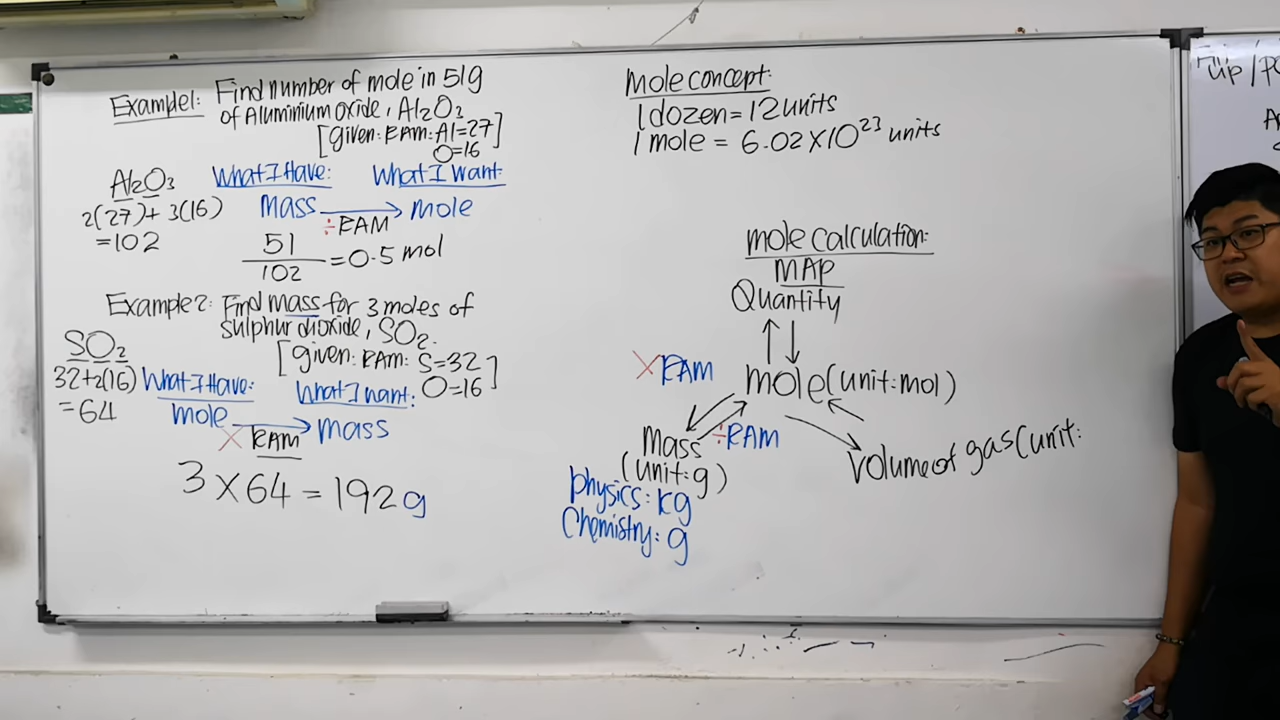 Example1: Find number of mole in 51g
of Aluminium oxide, Al2O3
[given: RAM: Al=27]
O=16
Al2O3
2(27)+ 3(16)
=102
What I Have: What I Want:
Mass ÷RAM → mole
51/102 = 0.5 mol
Example2: Find mass for 3 moles of
sulphur dioxide, SO2.
[given: RAM: S=32]
O=16
SO2
32+2(16)
=64
What I Have: What I want:
mole × RAM → mass
3 × 64 = 192g
Mole concept:
1 dozen = 12 units
1 mole = 6.02×10^23 units
mole calculation:
MAP
Quantity
× RAM
mole (unit: mol)
÷RAM
Mass
(unit: g)
Volume of gas (unit:
physics: kg
Chemistry: g
up /